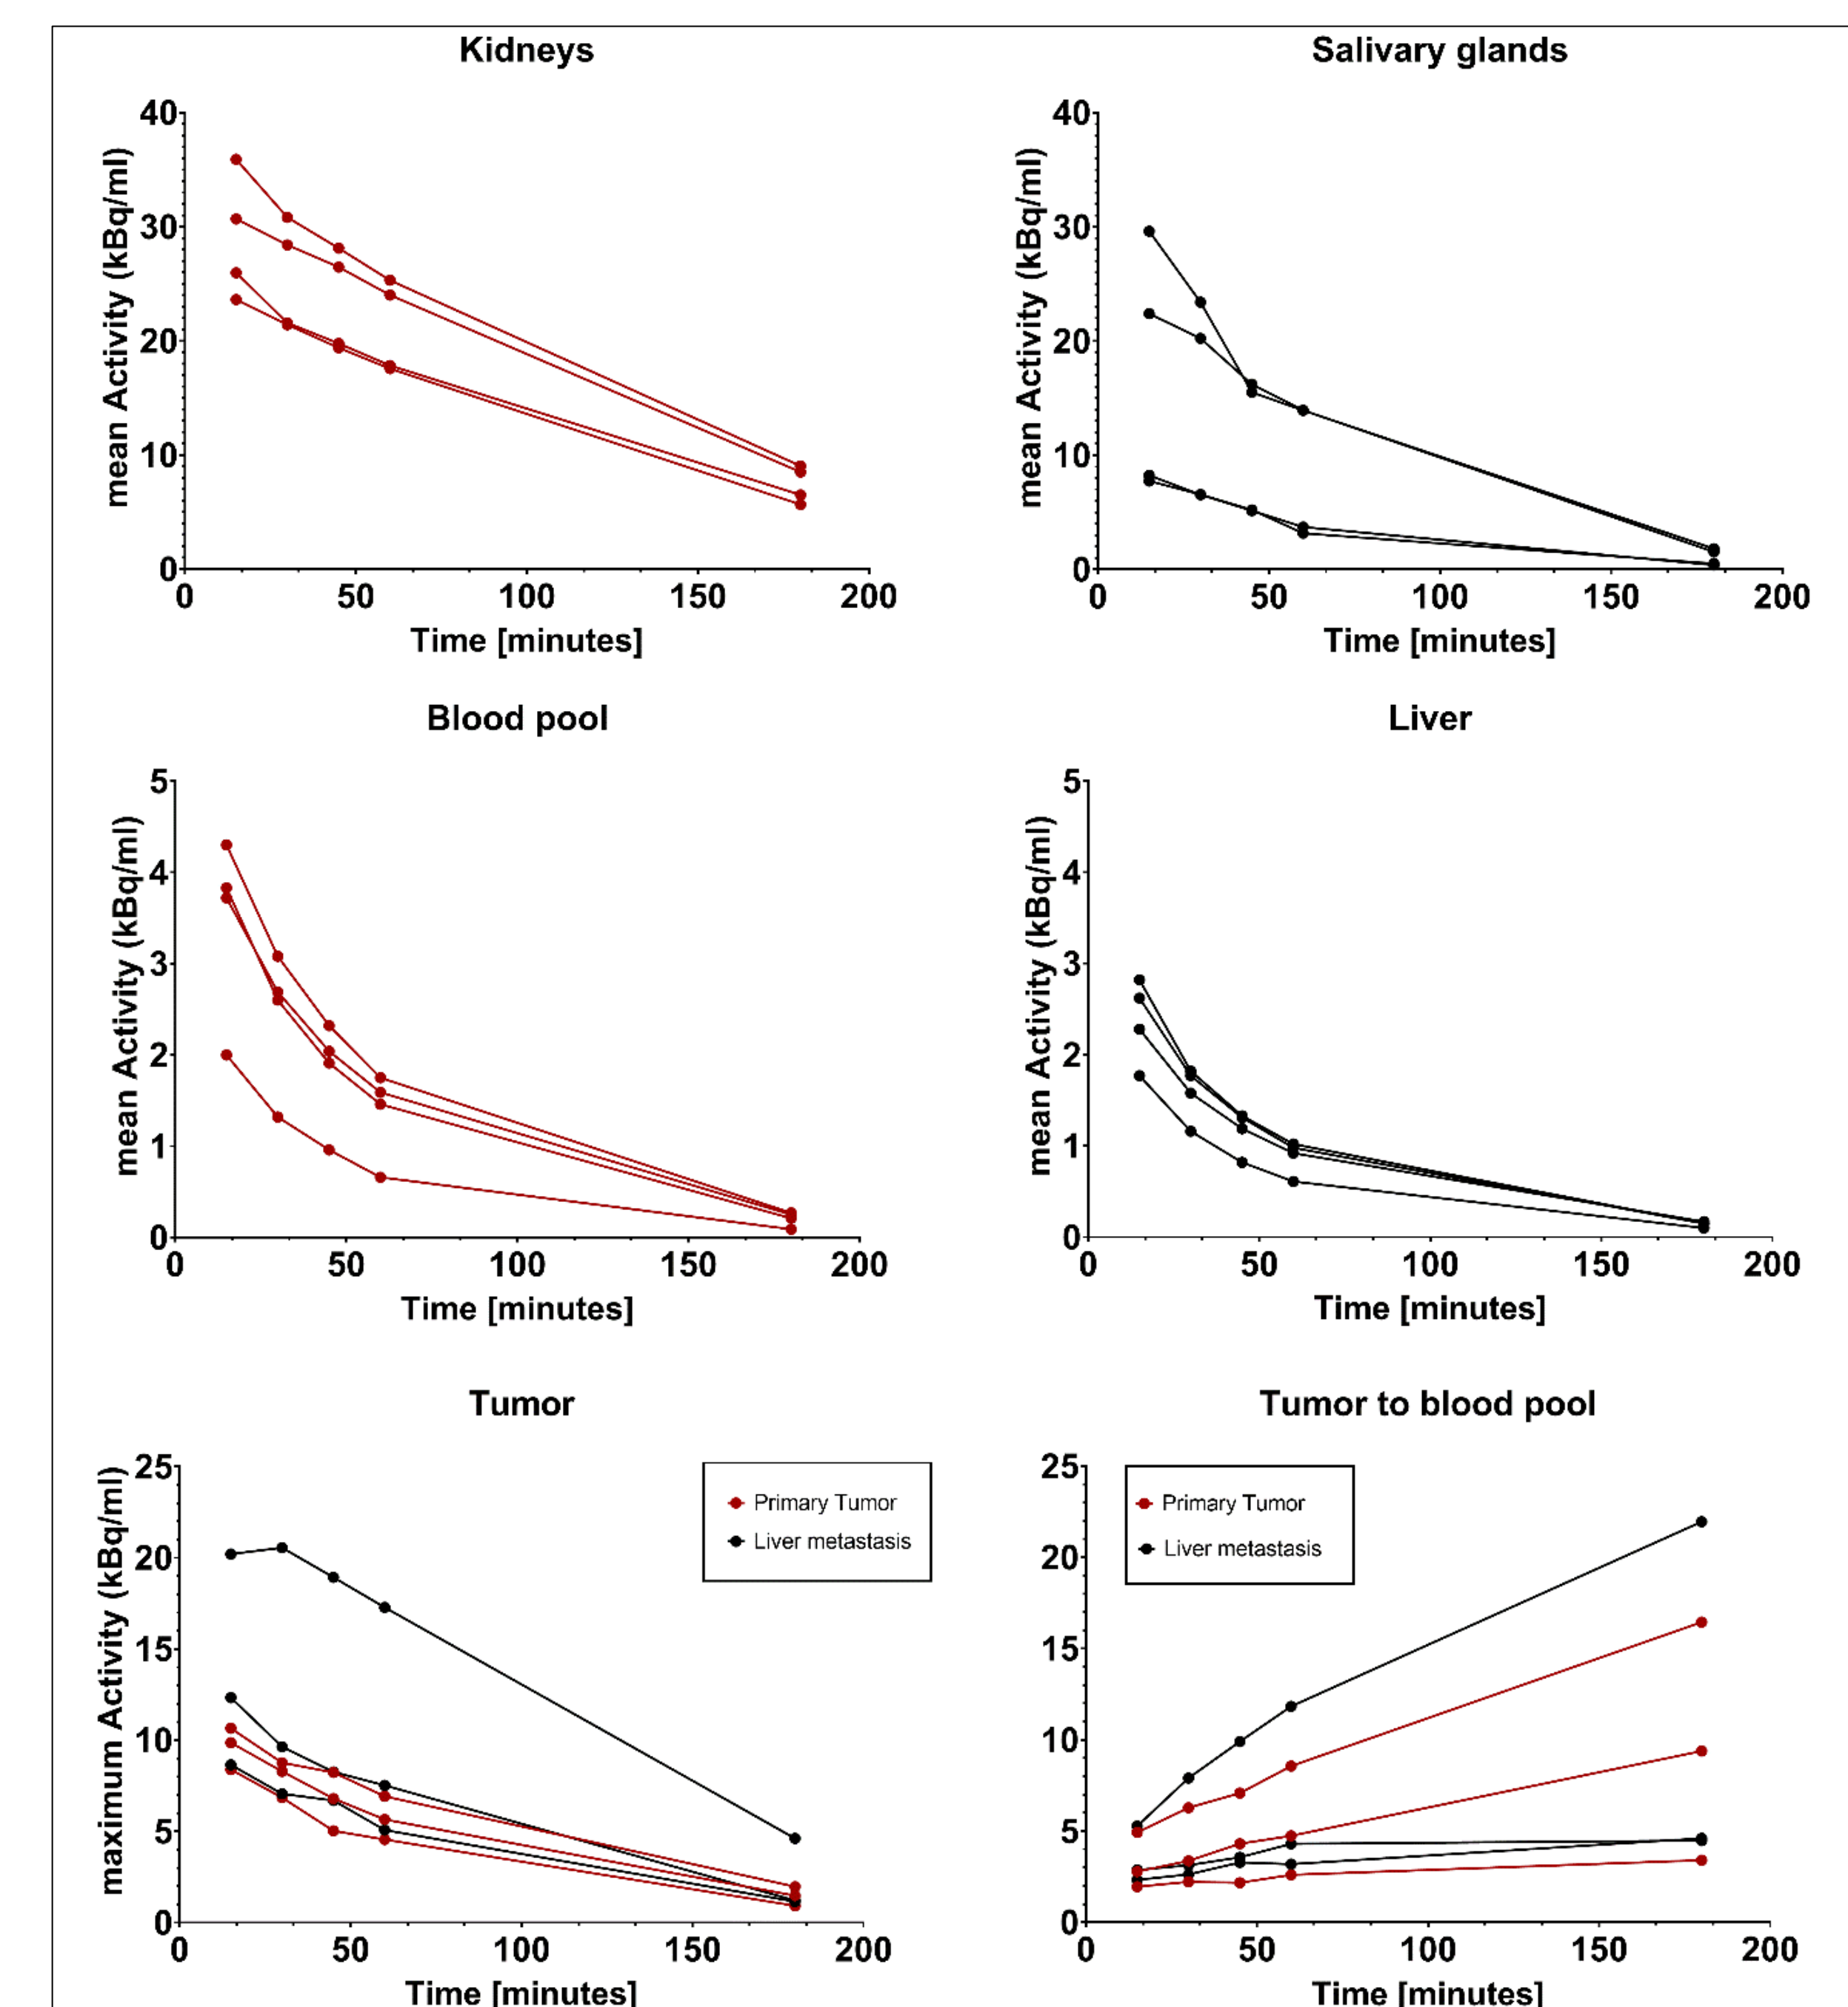 Kidneys
mean Activity (kBq/ml)
40
30
20
10
0
0 50 100 150 200
Time [minutes]
Salivary glands
mean Activity (kBq/ml)
40
30
20
10
0
0 50 100 150 200
Time [minutes]
Blood pool
mean Activity (kBq/ml)
5
4
3
2
1
0
0 50 100 150 200
Time [minutes]
Liver
mean Activity (kBq/ml)
5
4
3
2
1
0
0 50 100 150 200
Time [minutes]
Tumor
maximum Activity (kBq/ml)
25
20
15
10
5
0
Primary Tumor
Liver metastasis
0 50 100 150 200
Time [minutes]
Tumor to blood pool
25
20
15
10
5
0
Primary Tumor
Liver metastasis
0 50 100 150 200
Time [minutes]